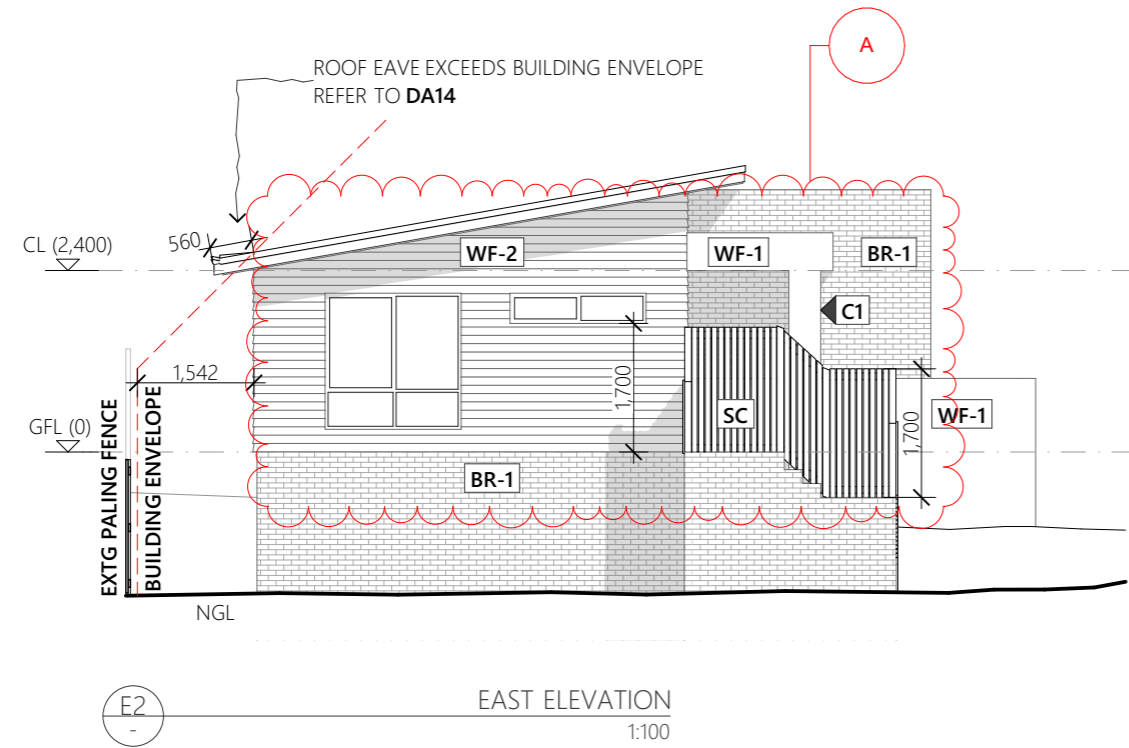 A
ROOF EAVE EXCEEDS BUILDING ENVELOPE
REFER TO DA14
CL (2,400)
560
WF-2
WF-1
BR-1
C1
1,542
1,700
SC
WF-1
1,700
GFL (0)
EXTG PALING FENCE
BUILDING ENVELOPE
BR-1
NGL
E2
-
EAST ELEVATION
1:100